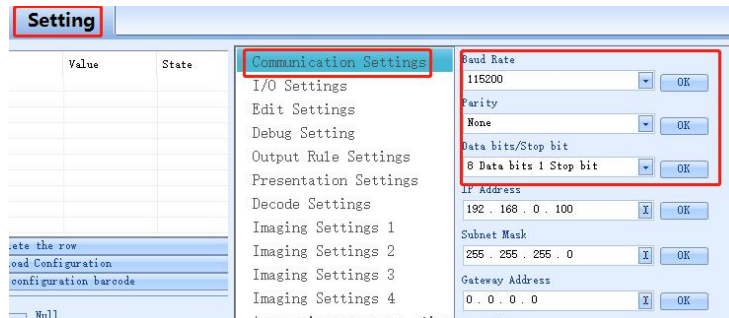 Setting
Value State
Communication Settings
I/O Settings
Edit Settings
Debug Setting
Output Rule Settings
Presentation Settings
Decode Settings
Imaging Settings 1
Imaging Settings 2
Imaging Settings 3
Imaging Settings 4
Baud Rate
115200 OK
Parity
None OK
Data bits/Stop bit
8 Data bits 1 Stop bit OK
IP Address
192 . 168 . 0 . 100 I OK
Subnet Mask
255 . 255 . 255 . 0 I OK
Gateway Address
0 . 0 . 0 . 0 I OK
lete the row
oad Configuration
configuration barcode
Null